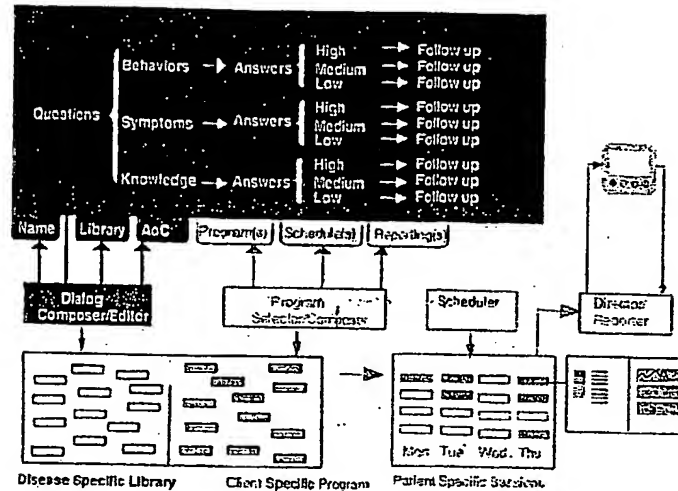 High → Follow up
Behaviors → Answers Medium → Follow up
Low → Follow up
High → Follow up
Questions Symptoms → Answers Medium → Follow up
Low → Follow up
High → Follow up
Knowledge → Answers Medium → Follow up
Low → Follow up
Name Library AoC Program(s) Schedule(s) Reporting(s)
Dialog
Composer/Editor
Program
Selector/Composer
Scheduler
Director/
Reporter
Mon Tue Wed. Thu
Disease Specific Library Client Specific Program Patient Specific Sessions